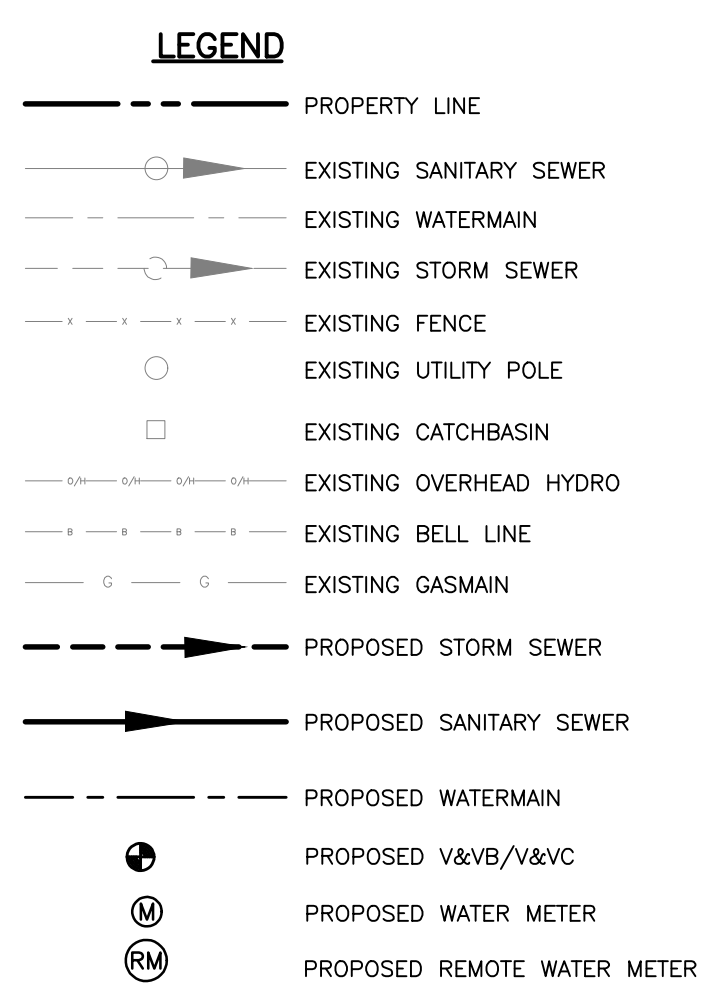 LEGEND
PROPERTY LINE
EXISTING SANITARY SEWER
EXISTING WATERMAIN
EXISTING STORM SEWER
X X X X EXISTING FENCE
EXISTING UTILITY POLE
EXISTING CATCHBASIN
O/H O/H O/H O/H EXISTING OVERHEAD HYDRO
B B B B EXISTING BELL LINE
G G EXISTING GASMAIN
PROPOSED STORM SEWER
PROPOSED SANITARY SEWER
PROPOSED WATERMAIN
PROPOSED V&VB/V&VC
M PROPOSED WATER METER
RM PROPOSED REMOTE WATER METER